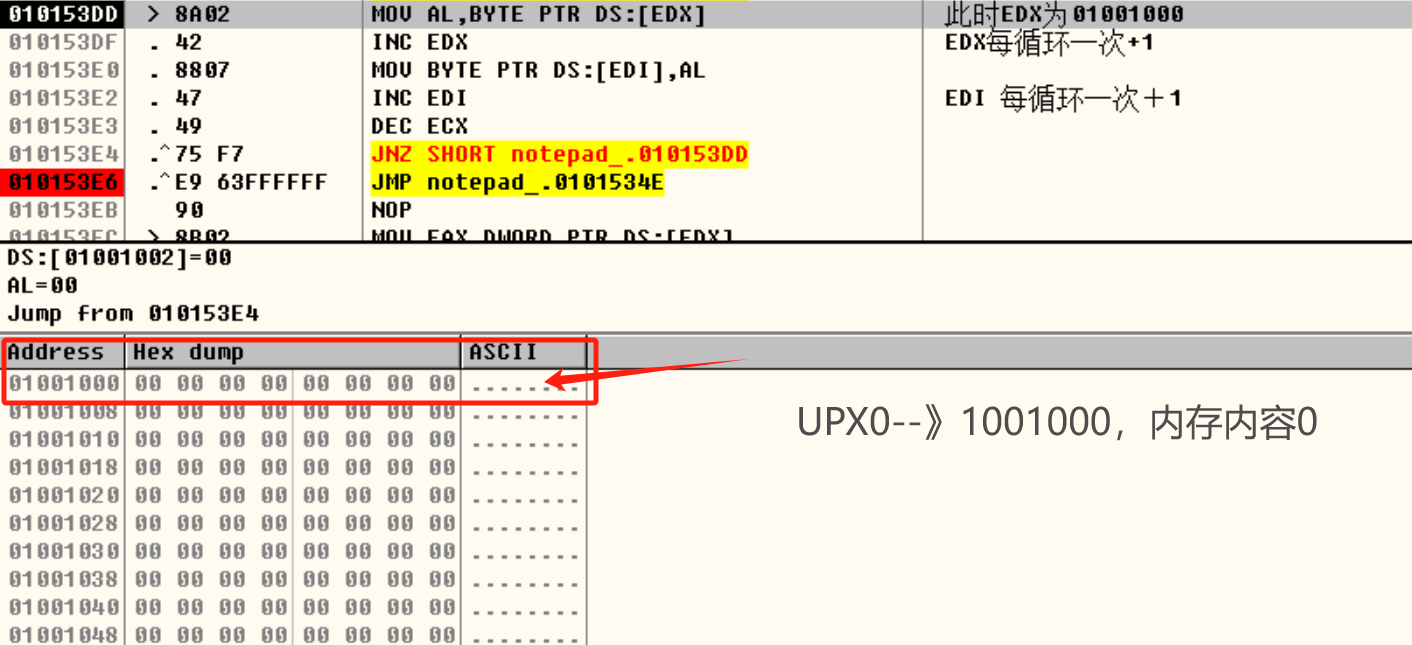 010153DD > 8A02 MOV AL,BYTE PTR DS:[EDX] 此时EDX为 01001000
010153DF . 42 INC EDX EDX每循环一次+1
010153E0 . 8807 MOV BYTE PTR DS:[EDI],AL
010153E2 . 47 INC EDI EDI 每循环一次＋1
010153E3 . 49 DEC ECX
010153E4 .^75 F7 JNZ SHORT notepad_.010153DD
010153E6 .^E9 63FFFFFF JMP notepad_.0101534E
010153EB 90 NOP
010153EC > 8B02 MOV EAX,DWORD PTR DS:[EDX]
DS:[01001002]=00
AL=00
Jump from 010153E4
Address Hex dump ASCII
01001000 00 00 00 00 00 00 00 00 ........
01001008 00 00 00 00 00 00 00 00 ........
UPX0--》1001000，内存内容0
01001010 00 00 00 00 00 00 00 00 ........
01001018 00 00 00 00 00 00 00 00 ........
01001020 00 00 00 00 00 00 00 00 ........
01001028 00 00 00 00 00 00 00 00 ........
01001030 00 00 00 00 00 00 00 00 ........
01001038 00 00 00 00 00 00 00 00 ........
01001040 00 00 00 00 00 00 00 00 ........
01001048 00 00 00 00 00 00 00 00 ........